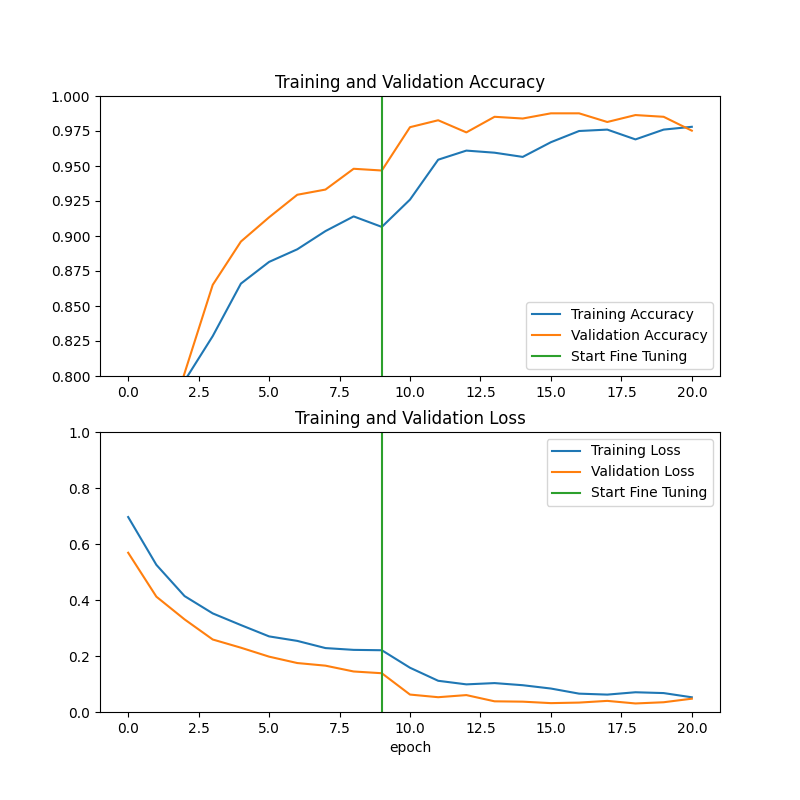 Training and Validation Accuracy
1.000
0.975
0.950
0.925
0.900
0.875
0.850
0.825
0.800
Training Accuracy
Validation Accuracy
Start Fine Tuning
0.0 2.5 5.0 7.5 10.0 12.5 15.0 17.5 20.0
Training and Validation Loss
1.0
0.8
0.6
0.4
0.2
0.0
Training Loss
Validation Loss
Start Fine Tuning
0.0 2.5 5.0 7.5 10.0 12.5 15.0 17.5 20.0
epoch